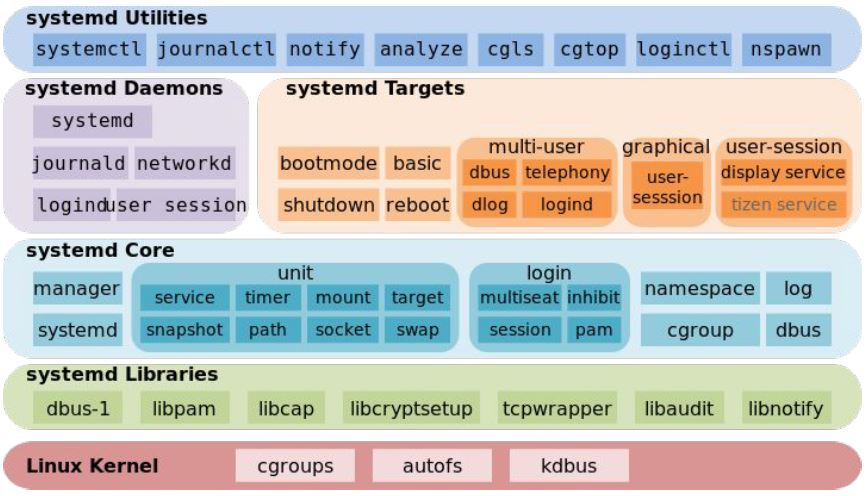 systemd Utilities
systemctl journalctl notify analyze cgls cgtop loginctl nspawn
systemd Daemons
systemd
journald networkd
logind user session
systemd Targets
bootmode basic
shutdown reboot
multi-user
dbus telephony
dlog logind
graphical
user-
sesssion
user-session
display service
tizen service
systemd Core
manager
systemd
unit
service timer mount target
snapshot path socket swap
login
multiseat inhibit
session pam
namespace log
cgroup dbus
systemd Libraries
dbus-1 libpam libcap libcryptsetup tcpwrapper libaudit libnotify
Linux Kernel cgroups autofs kdbus